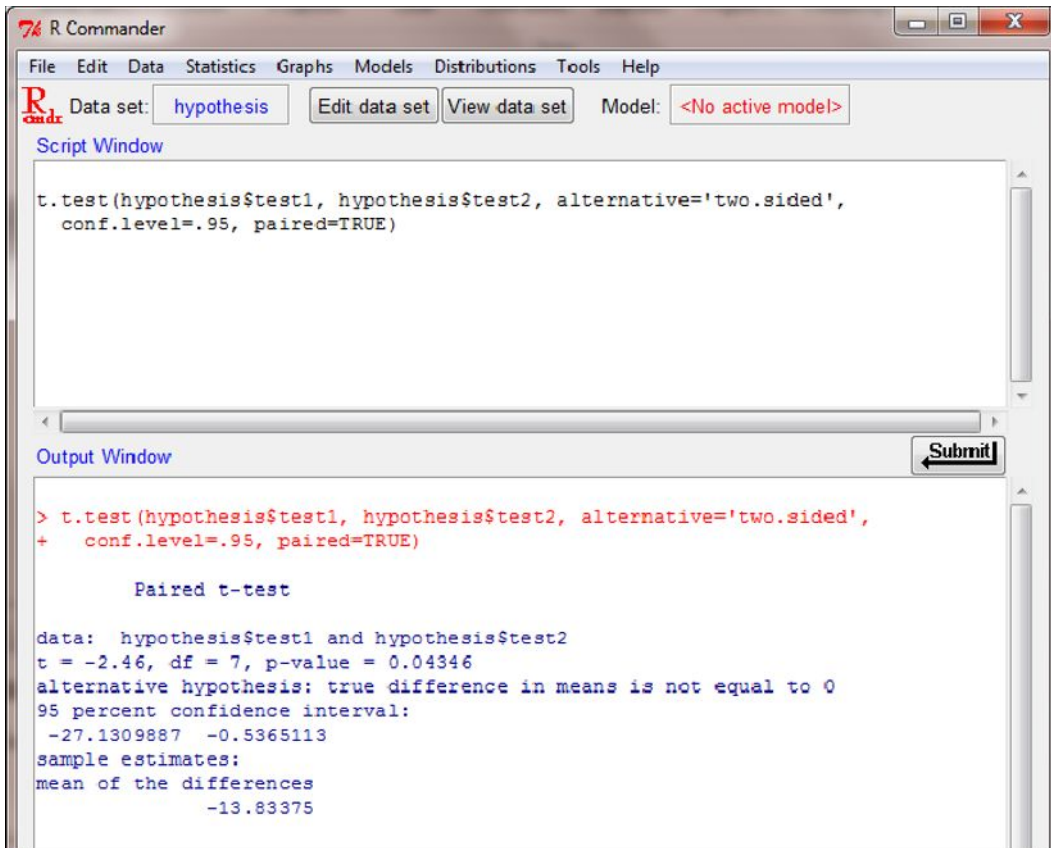 R Commander
File Edit Data Statistics Graphs Models Distributions Tools Help
R cmdr Data set: hypothesis Edit data set View data set Model: <No active model>
Script Window
t.test(hypothesis$test1, hypothesis$test2, alternative='two.sided',
conf.level=.95, paired=TRUE)
Output Window
Submit
> t.test(hypothesis$test1, hypothesis$test2, alternative='two.sided',
+ conf.level=.95, paired=TRUE)
Paired t-test
data: hypothesis$test1 and hypothesis$test2
t = -2.46, df = 7, p-value = 0.04346
alternative hypothesis: true difference in means is not equal to 0
95 percent confidence interval:
-27.1309887 -0.5365113
sample estimates:
mean of the differences
-13.83375